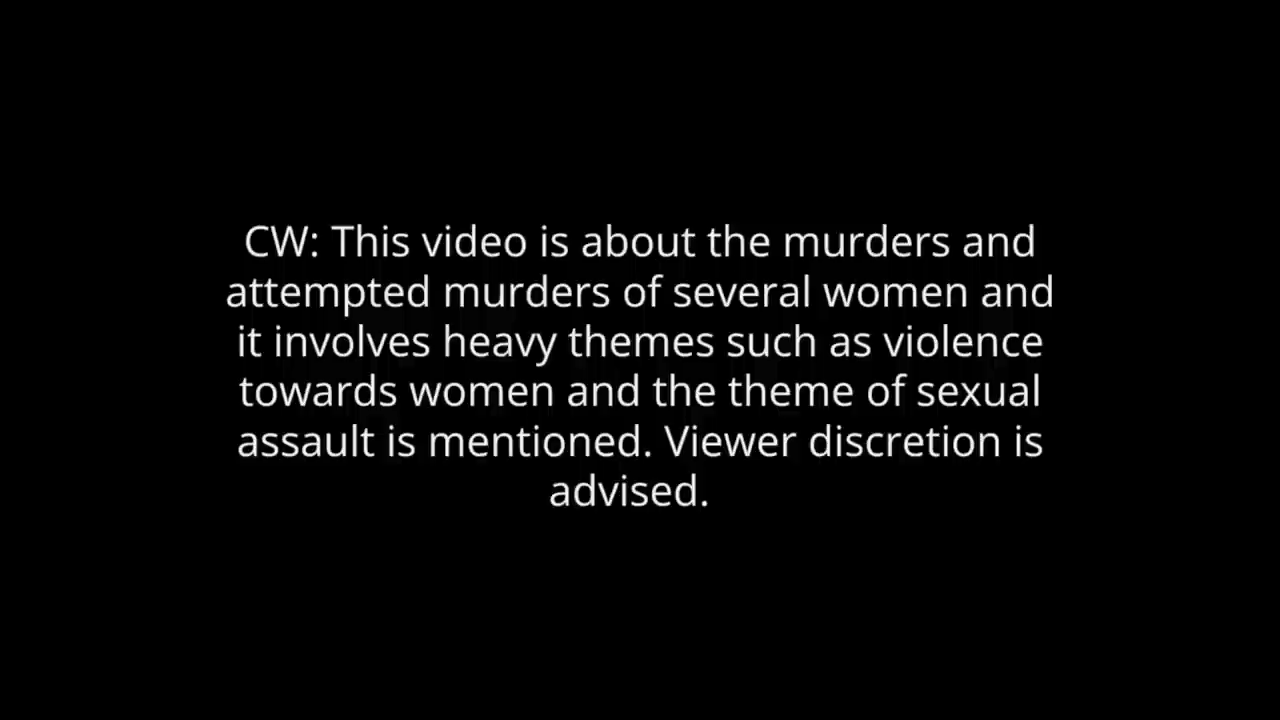 CW: This video is about the murders and
attempted murders of several women and
it involves heavy themes such as violence
towards women and the theme of sexual
assault is mentioned. Viewer discretion is
advised.